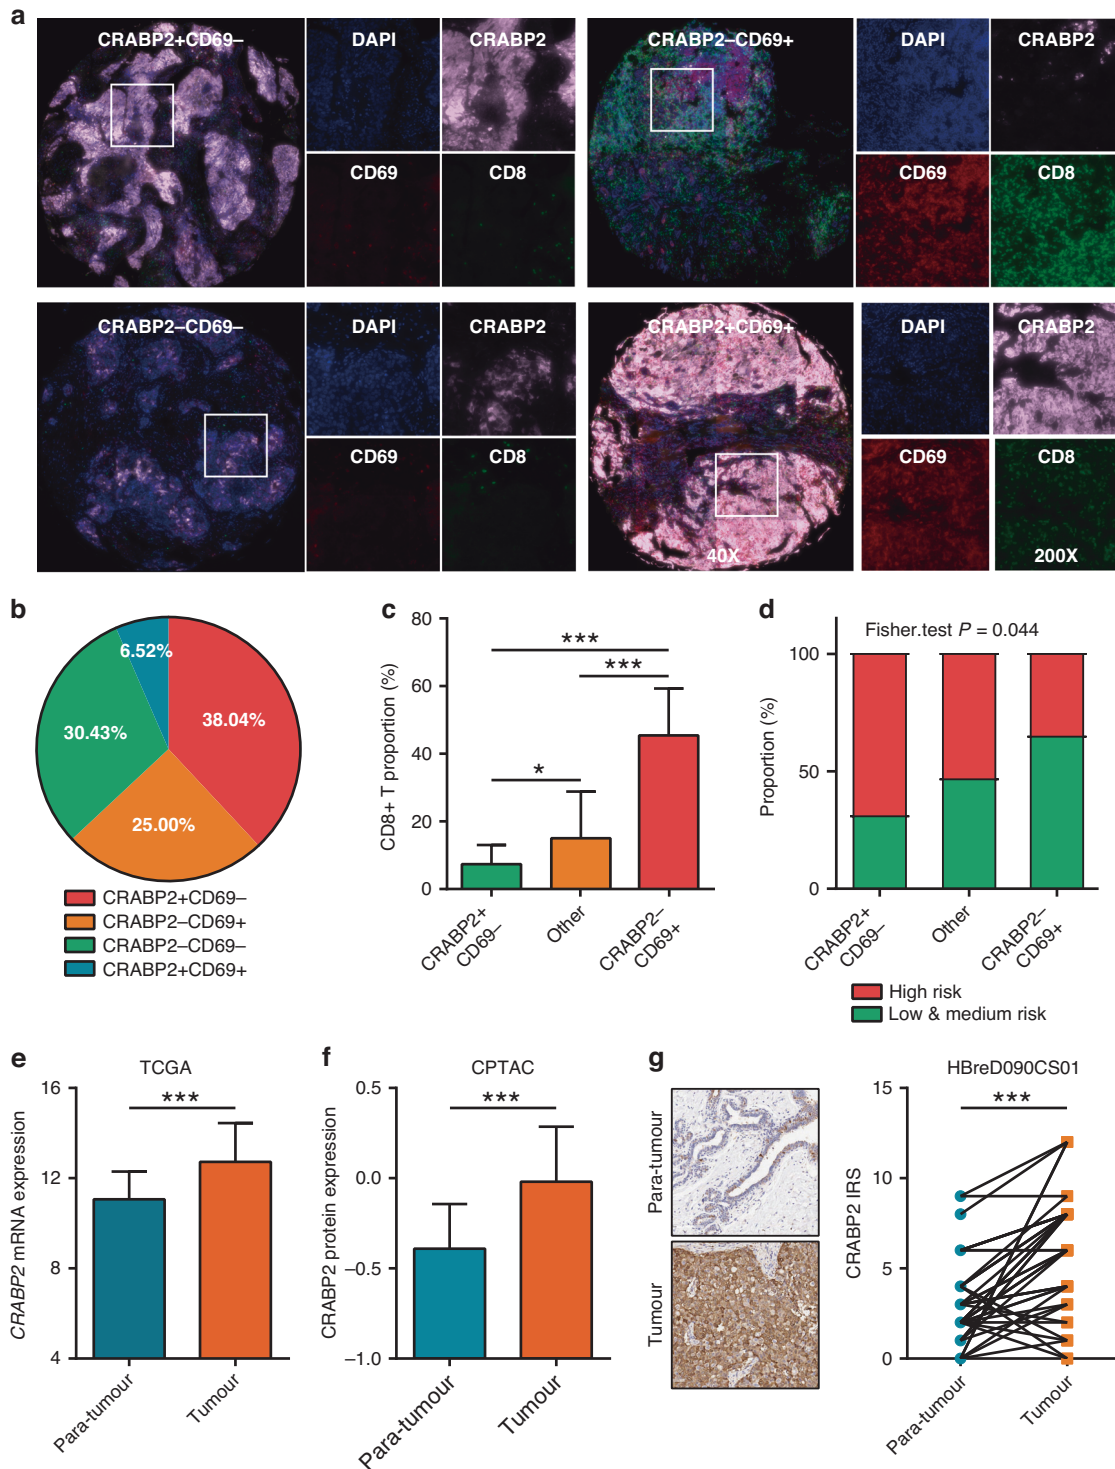 a
CRABP2+CD69–
DAPI
CRABP2
CD69
CD8
CRABP2–CD69+
DAPI
CRABP2
CD69
CD8
CRABP2–CD69–
DAPI
CRABP2
CD69
CD8
CRABP2+CD69+
40X
DAPI
CRABP2
CD69
CD8
200X
b
6.52%
38.04%
30.43%
25.00%
CRABP2+CD69–
CRABP2–CD69+
CRABP2–CD69–
CRABP2+CD69+
c
CD8+ T proportion (%)
80
60
40
20
0
***
***
*
CRABP2+
CD69–
Other
CRABP2–
CD69+
d
Fisher.test P = 0.044
Proportion (%)
100
50
0
CRABP2+
CD69–
Other
CRABP2–
CD69+
High risk
Low & medium risk
e
TCGA
CRABP2 mRNA expression
16
12
8
4
***
Para-tumour
Tumour
f
CPTAC
CRABP2 protein expression
0.5
0.0
–0.5
–1.0
***
Para-tumour
Tumour
g
Para-tumour
Tumour
HBreD090CS01
CRABP2 IRS
15
10
5
0
***
Para-tumour
Tumour